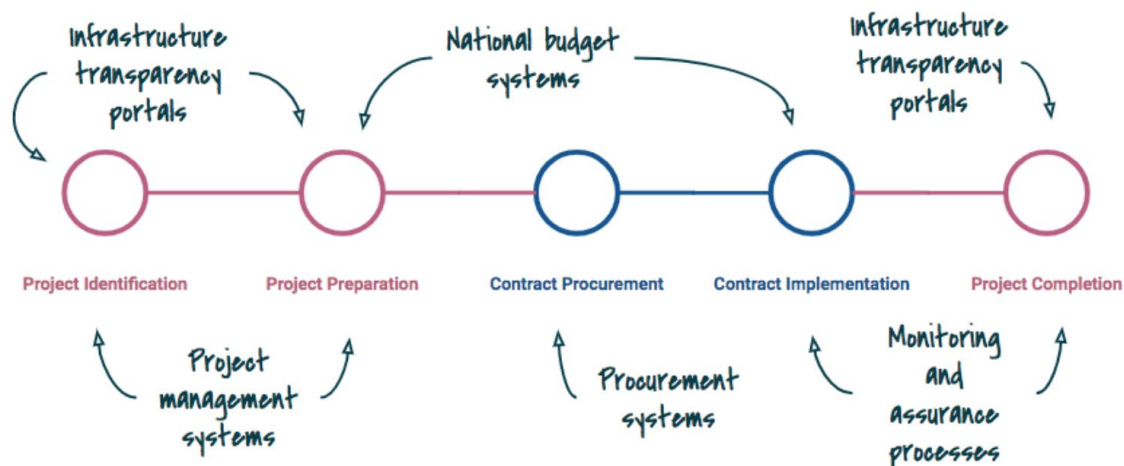 Infrastructure
transparency
portals
National budget
systems
Infrastructure
transparency
portals
Project Identification
Project Preparation
Contract Procurement
Contract Implementation
Project Completion
Project
management
systems
Procurement
systems
Monitoring
and
assurance
processes